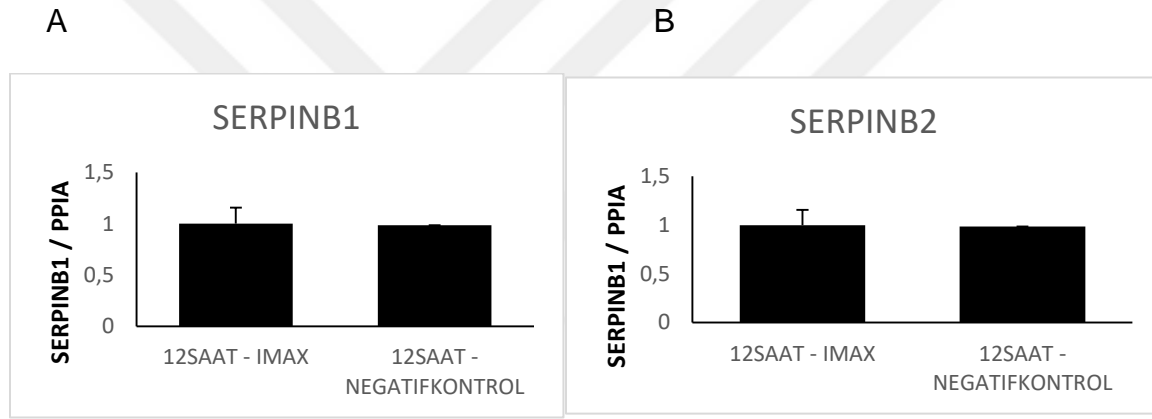 A
SERPINB1
SERPINB1 / PPIA
1,5
1
0,5
0
12SAAT - IMAX
12SAAT -
NEGATIFKONTROL
B
SERPINB2
SERPINB1 / PPIA
1,5
1
0,5
0
12SAAT - IMAX
12SAAT -
NEGATIFKONTROL